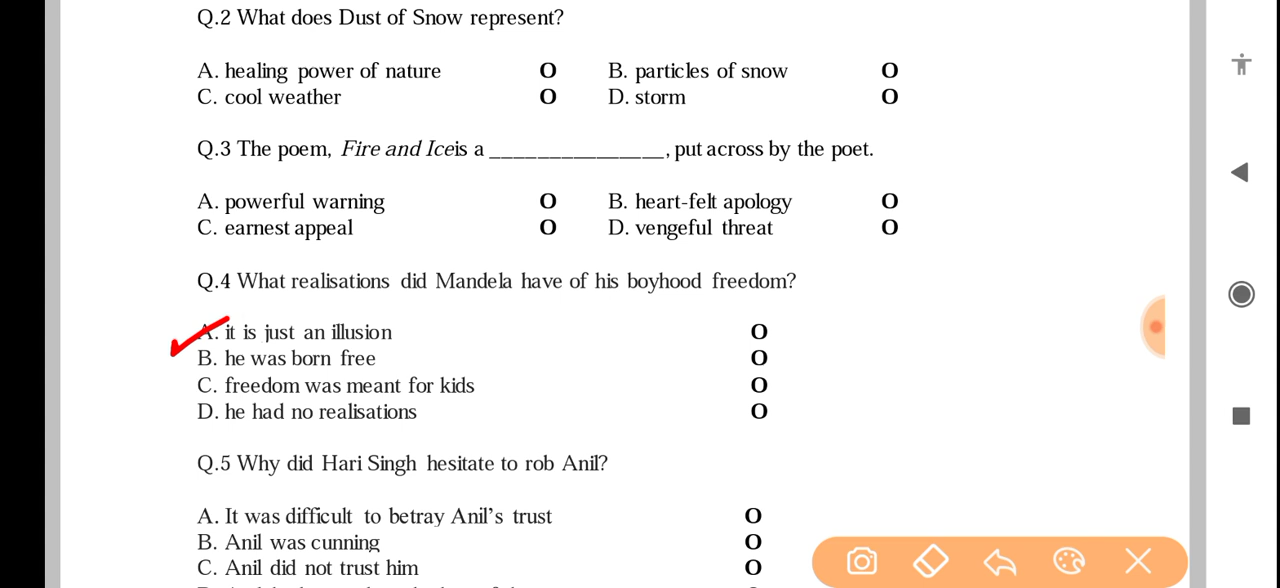 Q.2 What does Dust of Snow represent?
A. healing power of nature O B. particles of snow O
C. cool weather O D. storm O
Q.3 The poem, Fire and Iceis a ________________, put across by the poet.
A. powerful warning O B. heart-felt apology O
C. earnest appeal O D. vengeful threat O
Q.4 What realisations did Mandela have of his boyhood freedom?
A. it is just an illusion O
B. he was born free O
C. freedom was meant for kids O
D. he had no realisations O
Q.5 Why did Hari Singh hesitate to rob Anil?
A. It was difficult to betray Anil's trust O
B. Anil was cunning O
C. Anil did not trust him O